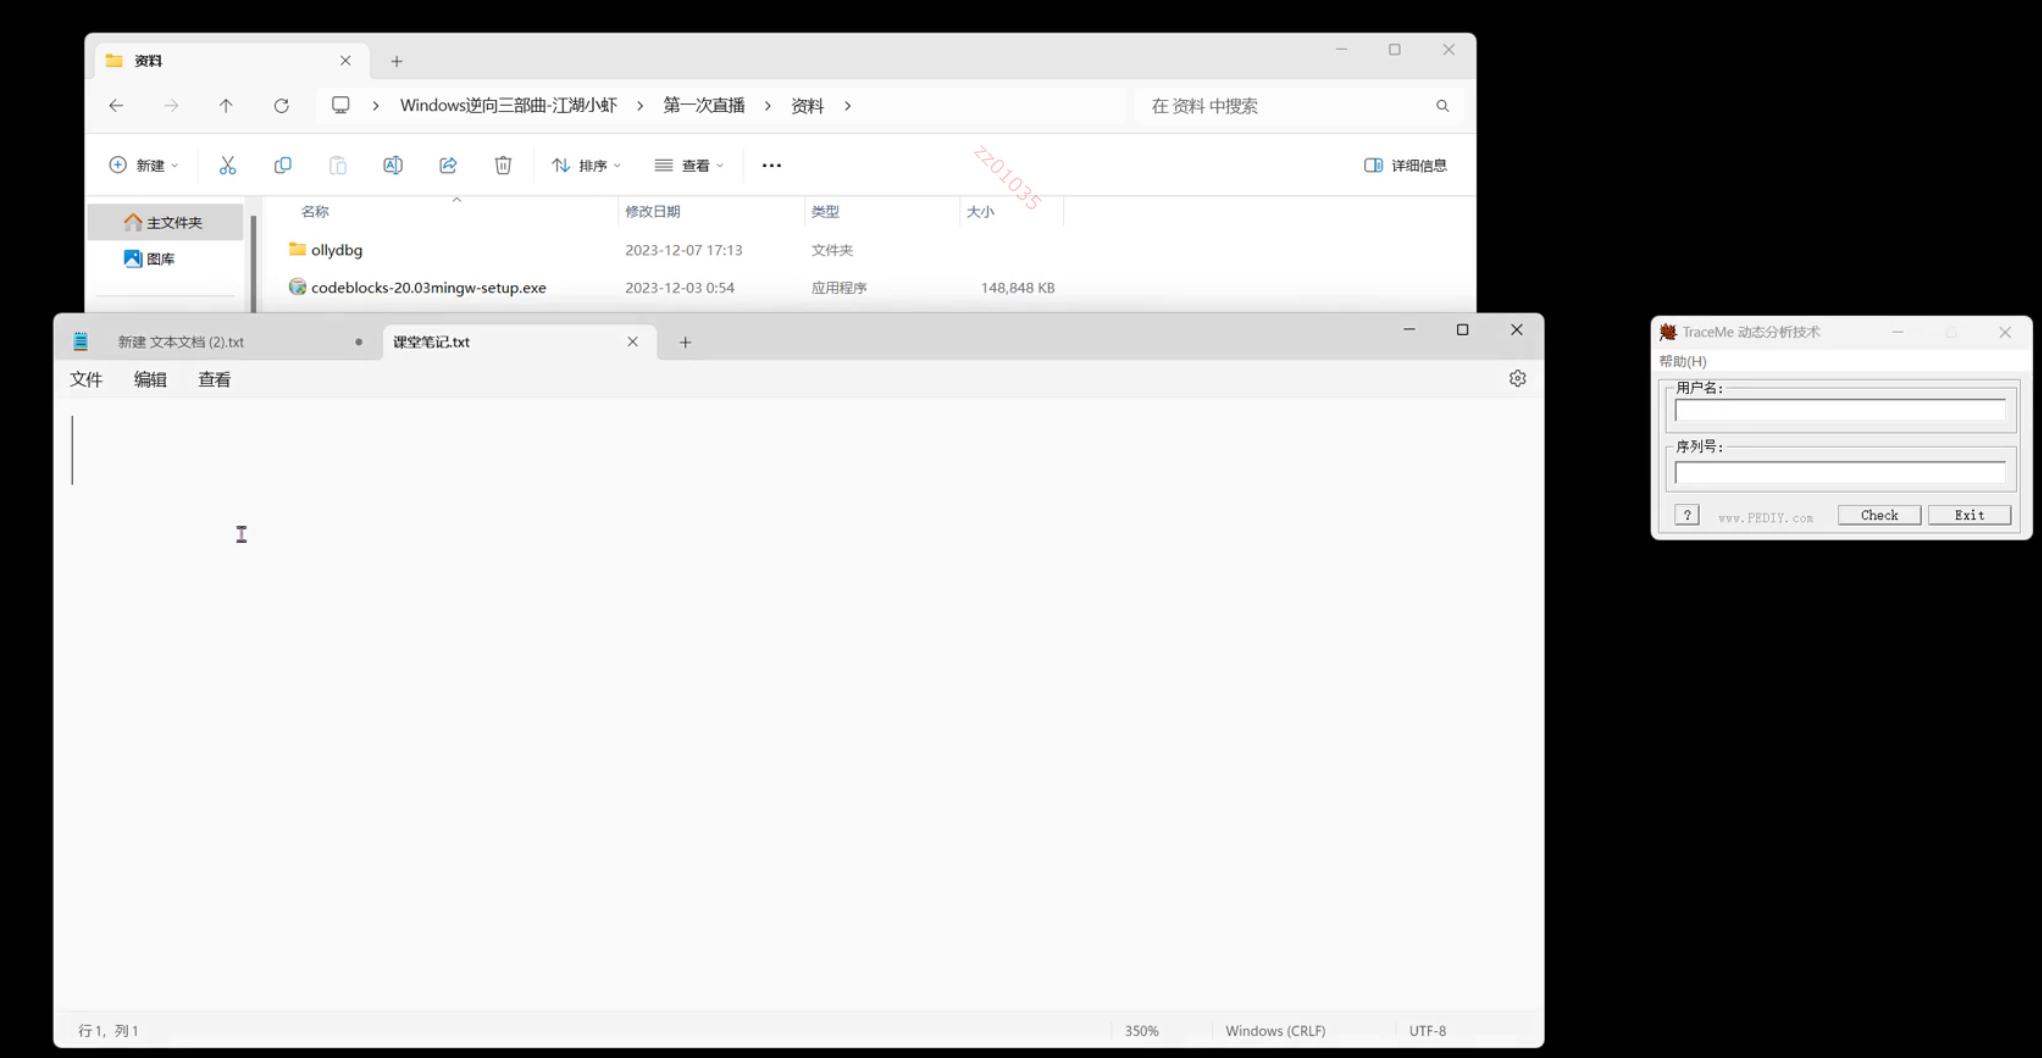 资料
Windows逆向三部曲-江湖小虾 > 第一次直播 > 资料 >
在 资料 中搜索
新建
排序
查看
详细信息
zz01035
主文件夹
图库
名称 修改日期 类型 大小
ollydbg 2023-12-07 17:13 文件夹
codeblocks-20.03mingw-setup.exe 2023-12-03 0:54 应用程序 148,848 KB
新建 文本文档 (2).txt
课堂笔记.txt
文件 编辑 查看
行 1, 列 1
350%
Windows (CRLF)
UTF-8
TraceMe 动态分析技术
帮助(H)
用户名:
序列号:
? www.PEDIY.com Check Exit